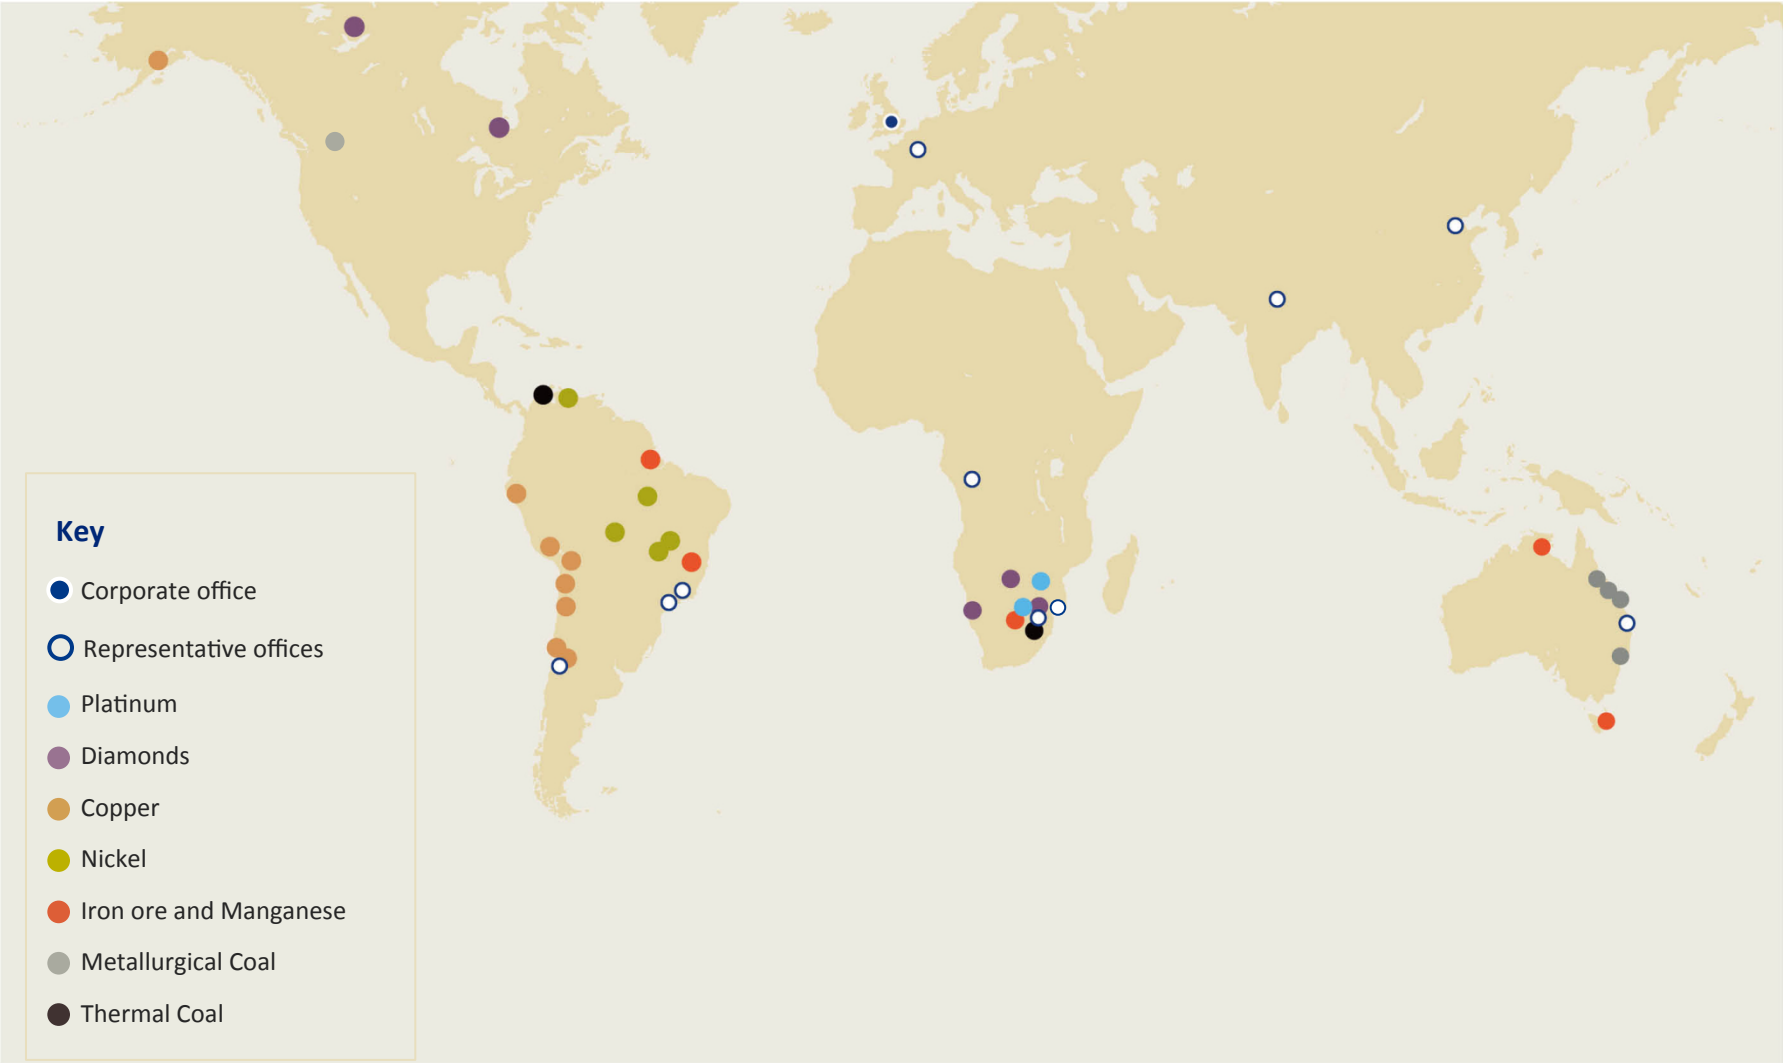 Key
Corporate office
Representative offices
Platinum
Diamonds
Copper
Nickel
Iron ore and Manganese
Metallurgical Coal
Thermal Coal